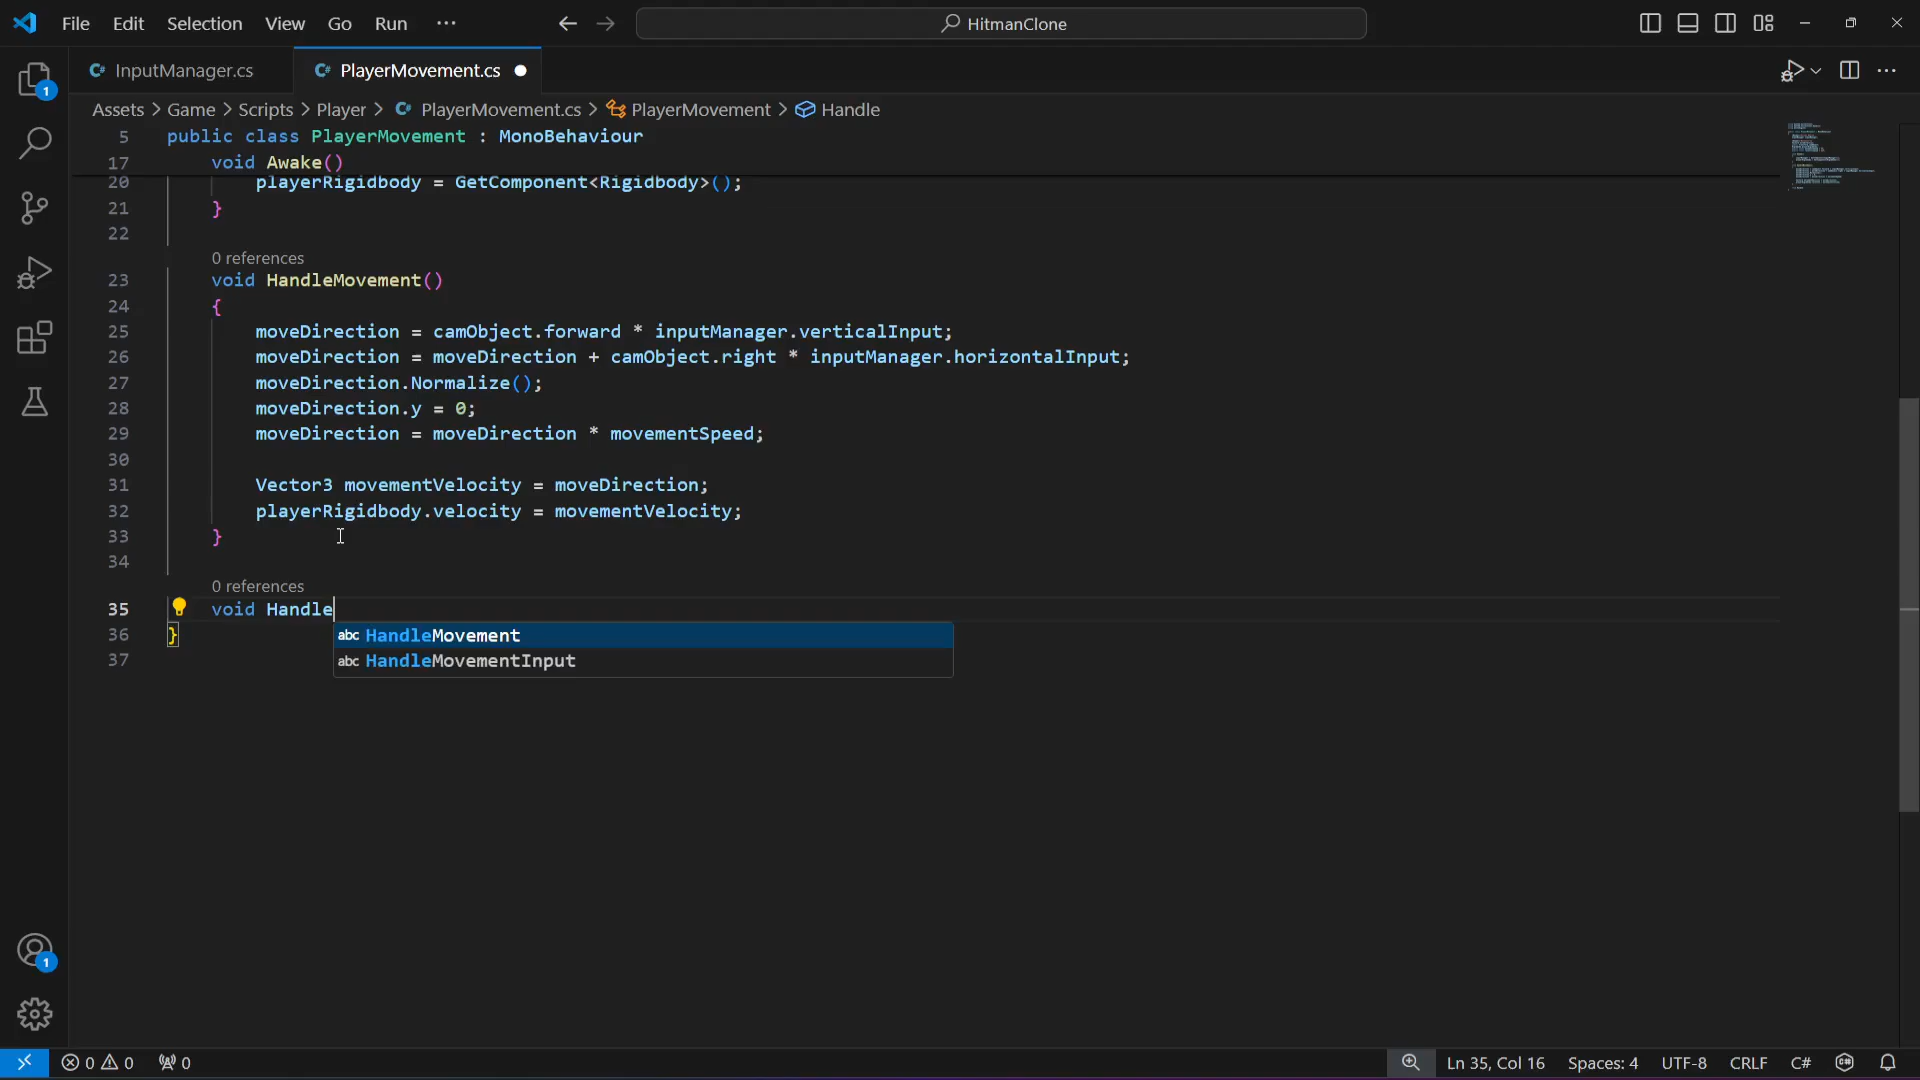 File Edit Selection View Go Run ··· HitmanClone
InputManager.cs PlayerMovement.cs
Assets > Game > Scripts > Player > PlayerMovement.cs > PlayerMovement > Handle
5 public class PlayerMovement : MonoBehaviour
17 void Awake()
20 playerRigidbody = GetComponent<Rigidbody>();
21 }
22
0 references
23 void HandleMovement()
24 {
25 moveDirection = camObject.forward * inputManager.verticalInput;
26 moveDirection = moveDirection + camObject.right * inputManager.horizontalInput;
27 moveDirection.Normalize();
28 moveDirection.y = 0;
29 moveDirection = moveDirection * movementSpeed;
30
31 Vector3 movementVelocity = moveDirection;
32 playerRigidbody.velocity = movementVelocity;
33 }
34
0 references
35 void Handle
36 }
abc HandleMovement
37
abc HandleMovementInput
1
1
0 0 0 Ln 35, Col 16 Spaces: 4 UTF-8 CRLF C#